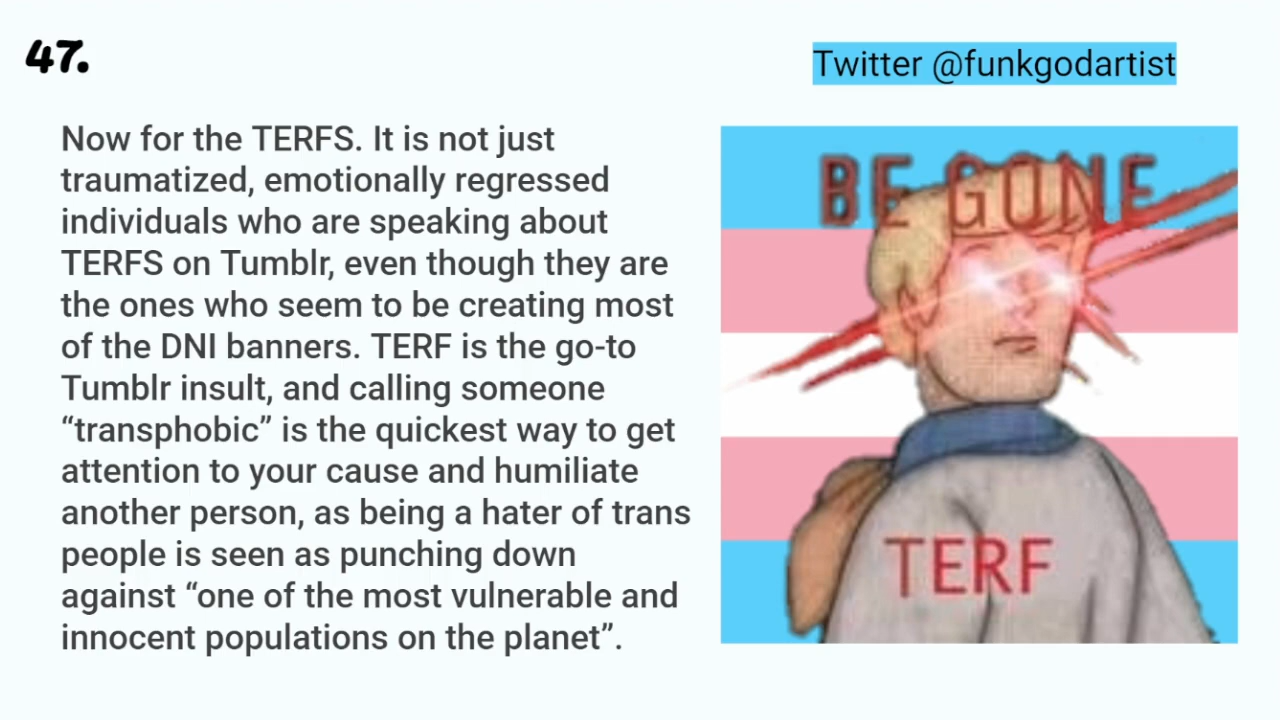 47.
Twitter @funkgodartist
Now for the TERFS. It is not just
traumatized, emotionally regressed
individuals who are speaking about
TERFS on Tumblr, even though they are
the ones who seem to be creating most
of the DNI banners. TERF is the go-to
Tumblr insult, and calling someone
“transphobic” is the quickest way to get
attention to your cause and humiliate
another person, as being a hater of trans
people is seen as punching down
against “one of the most vulnerable and
innocent populations on the planet”.
BE GONE
TERF